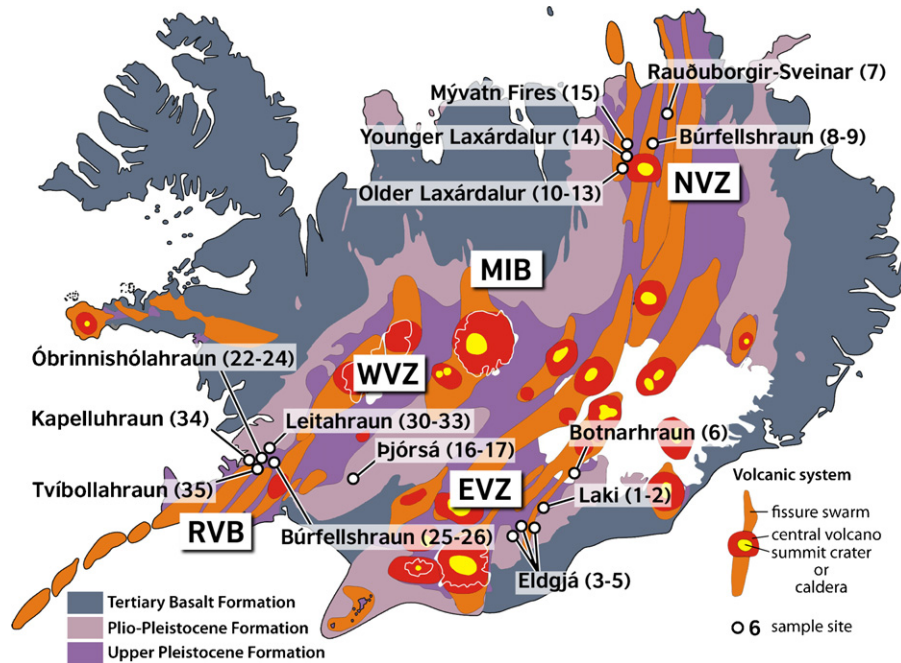 Rauðuborgir-Sveinar (7)
Mývatn Fires (15)
Younger Laxárdalur (14)
Búrfellshraun (8-9)
Older Laxárdalur (10-13)
NVZ
MIB
Óbrinnishólahraun (22-24)
WVZ
Kapelluhraun (34)
Leitahraun (30-33)
Botnarhraun (6)
Þjórsá (16-17)
Tvíbollahraun (35)
EVZ
Laki (1-2)
RVB
Búrfellshraun (25-26)
Eldgjá (3-5)
Volcanic system
fissure swarm
central volcano
summit crater
or
caldera
6 sample site
Tertiary Basalt Formation
Plio-Pleistocene Formation
Upper Pleistocene Formation